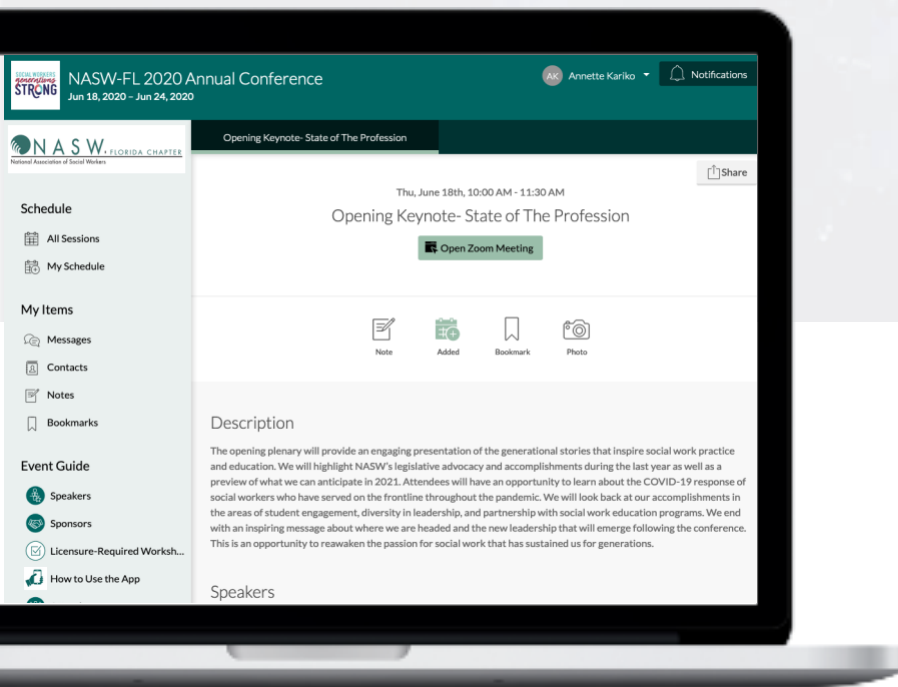 SOCIAL WORKERS
generations
STRONG
NASW-FL 2020 Annual Conference
Jun 18, 2020 – Jun 24, 2020
AK
Annette Kariko
Notifications
NASW. FLORIDA CHAPTER
National Association of Social Workers
Opening Keynote- State of The Profession
Share
Schedule
All Sessions
My Schedule
My Items
Messages
Contacts
Notes
Bookmarks
Event Guide
Speakers
Sponsors
Licensure-Required Worksh...
How to Use the App
Thu, June 18th, 10:00 AM - 11:30 AM
Opening Keynote- State of The Profession
Open Zoom Meeting
Note
Added
Bookmark
Photo
Description
The opening plenary will provide an engaging presentation of the generational stories that inspire social work practice
and education. We will highlight NASW's legislative advocacy and accomplishments during the last year as well as a
preview of what we can anticipate in 2021. Attendees will have an opportunity to learn about the COVID-19 response of
social workers who have served on the frontline throughout the pandemic. We will look back at our accomplishments in
the areas of student engagement, diversity in leadership, and partnership with social work education programs. We end
with an inspiring message about where we are headed and the new leadership that will emerge following the conference.
This is an opportunity to reawaken the passion for social work that has sustained us for generations.
Speakers